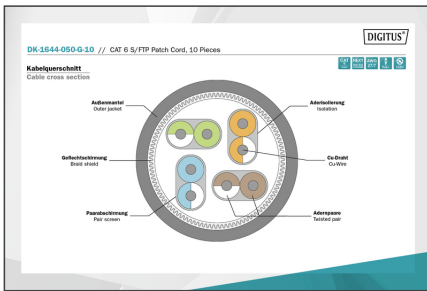 DIGITUS®
DK-1644-050-G-10 // CAT 6 S/FTP Patch Cord, 10 Pieces
Kabelquerschnitt
Cable cross section
Außenmantel
Outer jacket
Aderisolierung
Isolation
Geflechtschirmung
Braid shield
Cu-Draht
Cu-Wire
Paarabschirmung
Pair screen
Adernpaare
Twisted pair